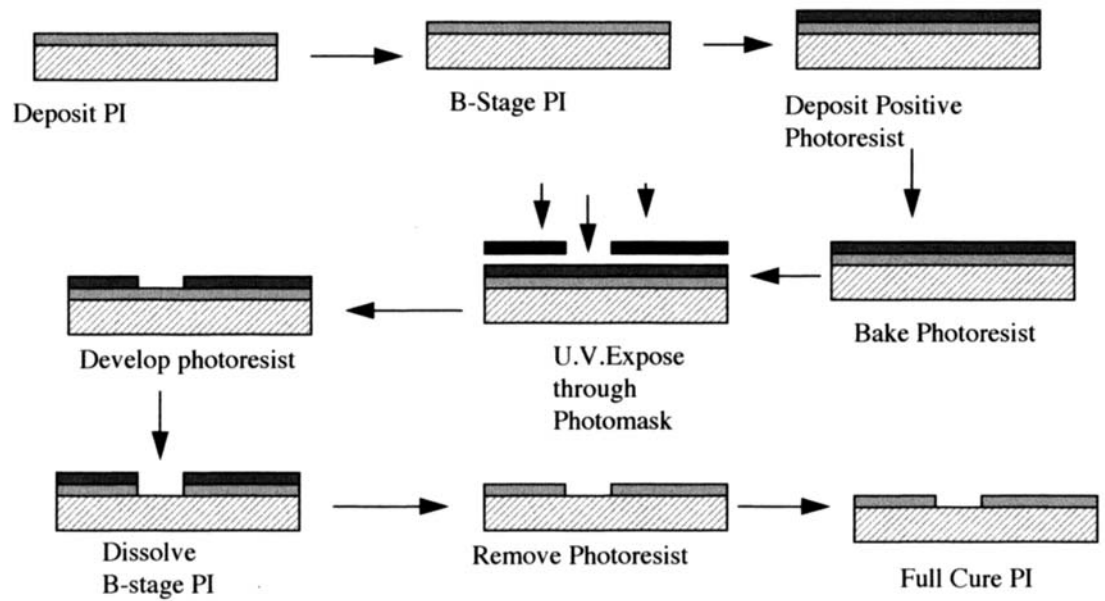 Deposit PI
B-Stage PI
Deposit Positive
Photoresist
Bake Photoresist
U.V.Expose
through
Photomask
Develop photoresist
Dissolve
B-stage PI
Remove Photoresist
Full Cure PI